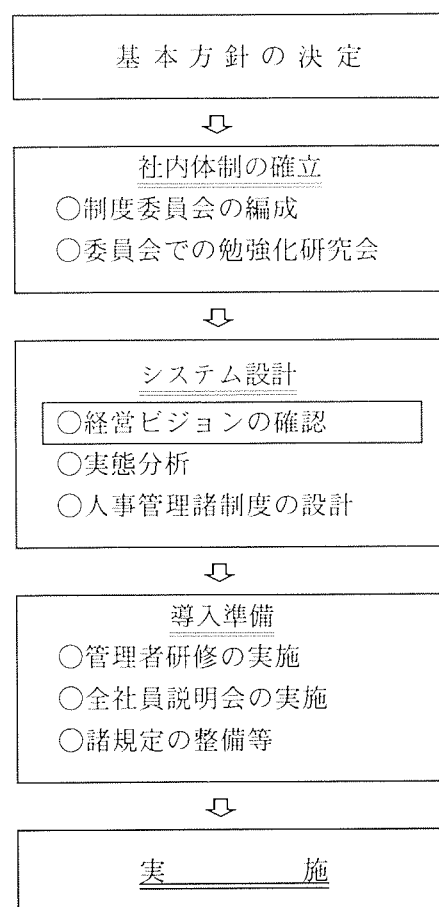 基本方針の決定
社内体制の確立
○制度委員会の編成
○委員会での勉強化研究会
システム設計
○経営ビジョンの確認
○実態分析
○人事管理諸制度の設計
導入準備
○管理者研修の実施
○全社員説明会の実施
○諸規定の整備等
実施